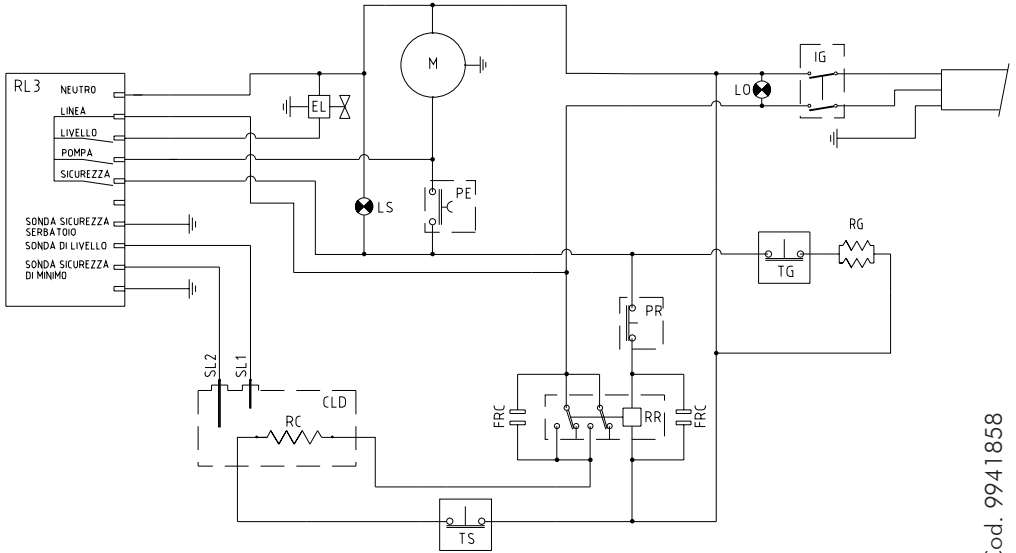 RL3
NEUTRO
LINEA
LIVELLO
POMPA
SICUREZZA
SONDA SICUREZZA
SERBATOIO
SONDA DI LIVELLO
SONDA SICUREZZA
DI MINIMO
EL
M
LS
PE
C
IG
LO
TG
RG
PR
SL2
SL1
CLD
RC
FRC
RR
FRC
TS
Cod. 9941858